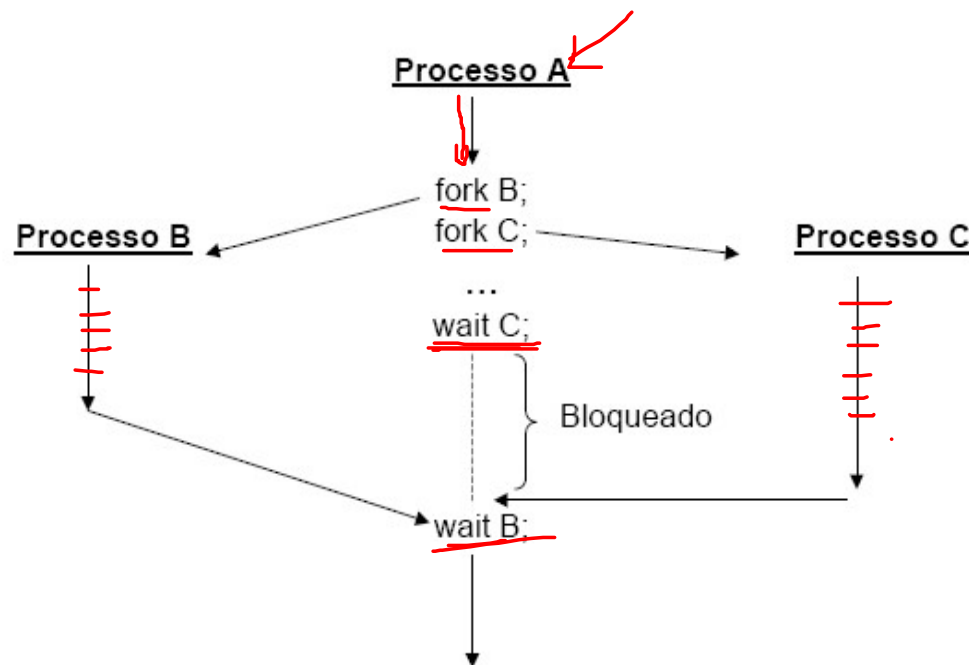 Processo A
fork B;
Processo B
fork C;
Processo C
...
wait C;
Bloqueado
wait B;